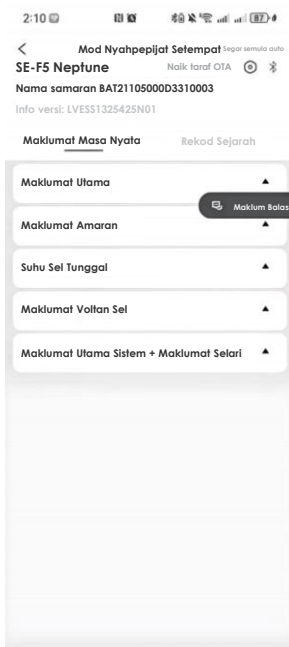 2:10 87
Mod Nyahpepijat Setempat Segar semula auto
SE-F5 Neptune Naik taraf OTA
Nama samaran BAT21105000D3310003
Info versi: LVESS1325425N01
Maklumat Masa Nyata Rekod Sejarah
Maklumat Utama
Maklum Balas
Maklumat Amaran
Suhu Sel Tunggal
Maklumat Voltan Sel
Maklumat Utama Sistem + Maklumat Selari